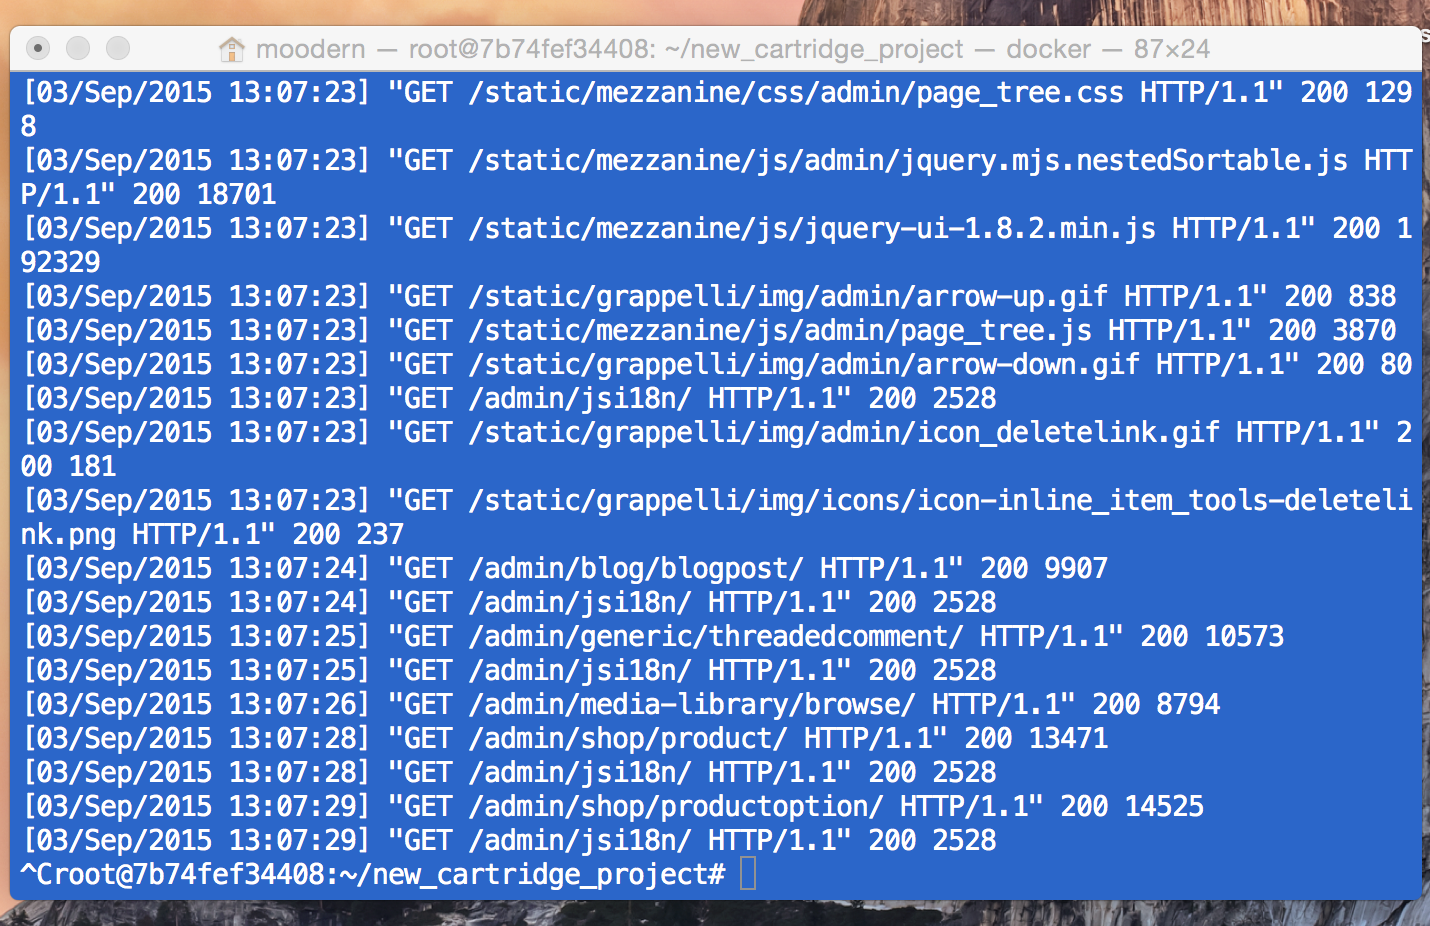 moodern — root@7b74fef34408: ~/new_cartridge_project — docker — 87×24
[03/Sep/2015 13:07:23] "GET /static/mezzanine/css/admin/page_tree.css HTTP/1.1" 200 129
8
[03/Sep/2015 13:07:23] "GET /static/mezzanine/js/admin/jquery.mjs.nestedSortable.js HTT
P/1.1" 200 18701
[03/Sep/2015 13:07:23] "GET /static/mezzanine/js/jquery-ui-1.8.2.min.js HTTP/1.1" 200 1
92329
[03/Sep/2015 13:07:23] "GET /static/grappelli/img/admin/arrow-up.gif HTTP/1.1" 200 838
[03/Sep/2015 13:07:23] "GET /static/mezzanine/js/admin/page_tree.js HTTP/1.1" 200 3870
[03/Sep/2015 13:07:23] "GET /static/grappelli/img/admin/arrow-down.gif HTTP/1.1" 200 80
[03/Sep/2015 13:07:23] "GET /admin/jsi18n/ HTTP/1.1" 200 2528
[03/Sep/2015 13:07:23] "GET /static/grappelli/img/admin/icon_deletelink.gif HTTP/1.1" 2
00 181
[03/Sep/2015 13:07:23] "GET /static/grappelli/img/icons/icon-inline_item_tools-deleteli
nk.png HTTP/1.1" 200 237
[03/Sep/2015 13:07:24] "GET /admin/blog/blogpost/ HTTP/1.1" 200 9907
[03/Sep/2015 13:07:24] "GET /admin/jsi18n/ HTTP/1.1" 200 2528
[03/Sep/2015 13:07:25] "GET /admin/generic/threadedcomment/ HTTP/1.1" 200 10573
[03/Sep/2015 13:07:25] "GET /admin/jsi18n/ HTTP/1.1" 200 2528
[03/Sep/2015 13:07:26] "GET /admin/media-library/browse/ HTTP/1.1" 200 8794
[03/Sep/2015 13:07:28] "GET /admin/shop/product/ HTTP/1.1" 200 13471
[03/Sep/2015 13:07:28] "GET /admin/jsi18n/ HTTP/1.1" 200 2528
[03/Sep/2015 13:07:29] "GET /admin/shop/productoption/ HTTP/1.1" 200 14525
[03/Sep/2015 13:07:29] "GET /admin/jsi18n/ HTTP/1.1" 200 2528
^Croot@7b74fef34408:~/new_cartridge_project#